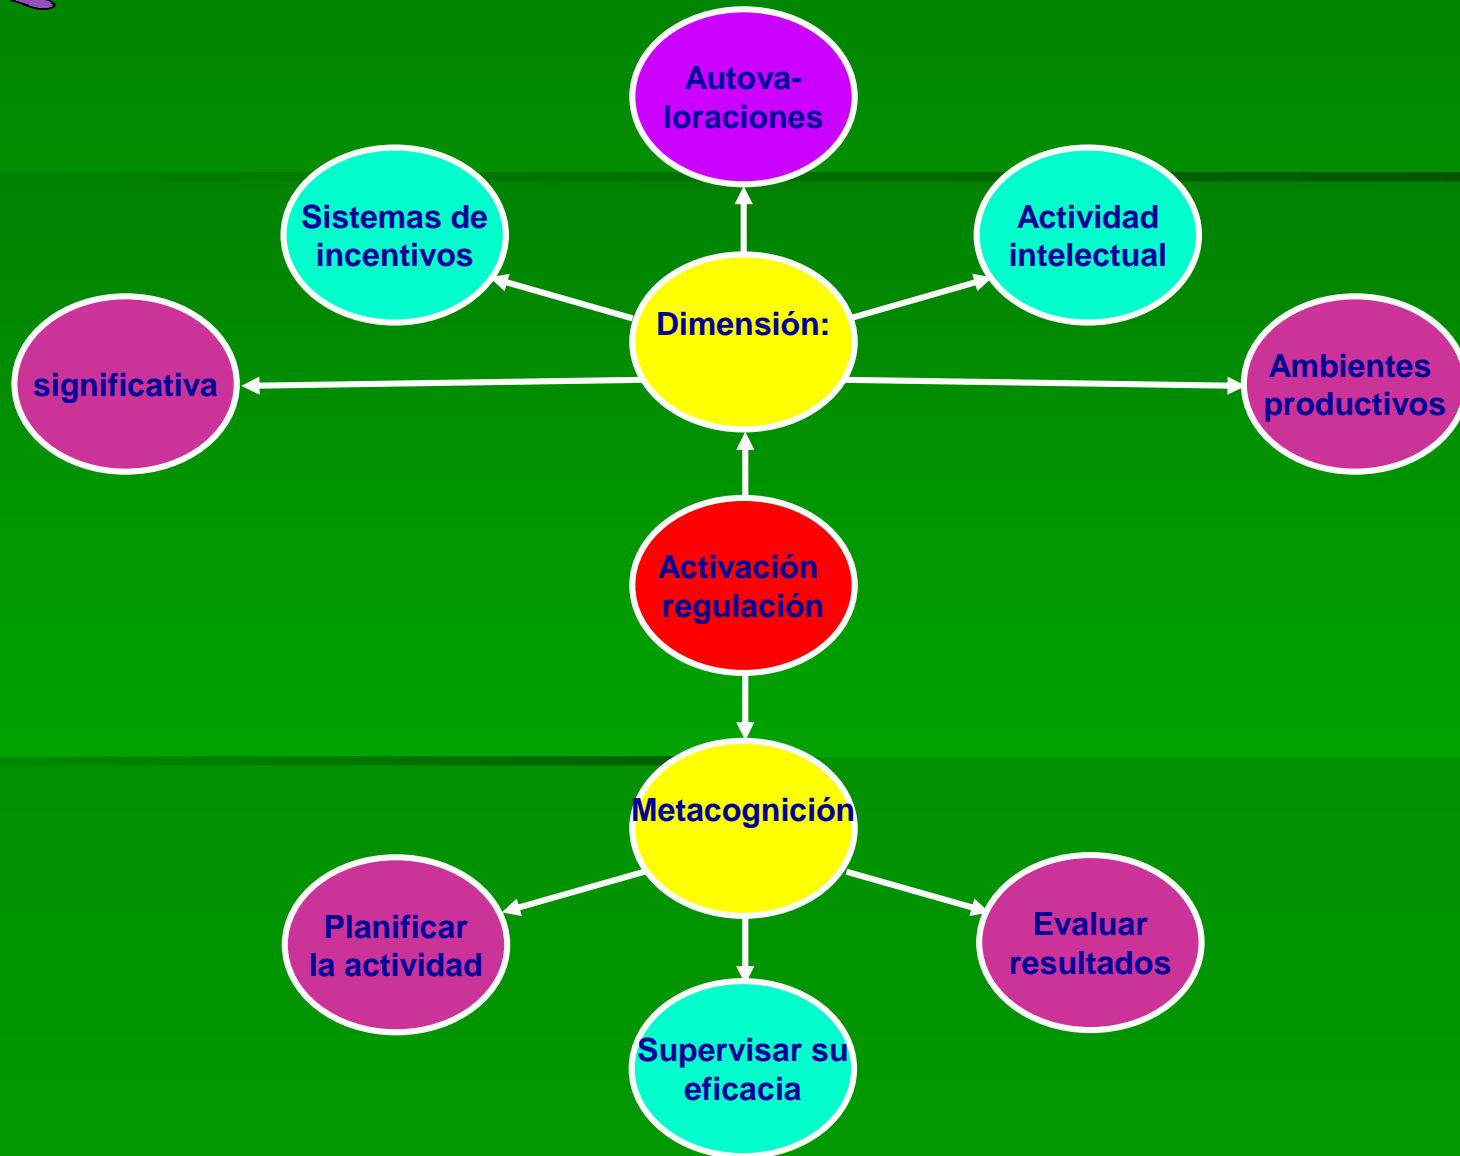 Autova-
loraciones
Sistemas de
incentivos
Actividad
intelectual
Dimensión:
significativa
Ambientes
productivos
Activación
regulación
Metacognición
Planificar
la actividad
Evaluar
resultados
Supervisar su
eficacia